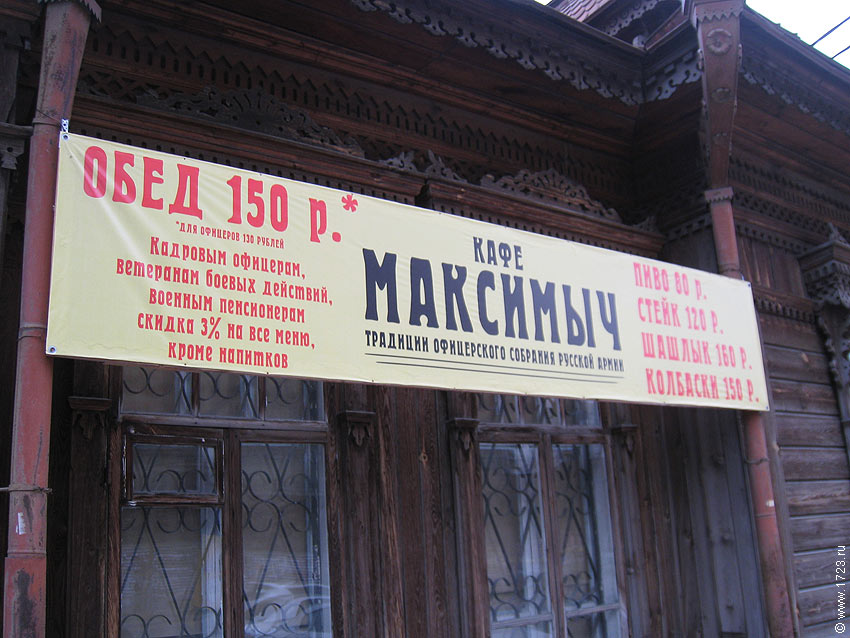 ОБЕД 150 р.*
*ДЛЯ ОФИЦЕРОВ 130 РУБЛЕЙ
Кадровым офицерам,
ветеранам боевых действий,
военным пенсионерам
скидка 3% на все меню,
кроме напитков
КАФЕ
МАКСИМЫЧ
ТРАДИЦИИ ОФИЦЕРСКОГО СОБРАНИЯ РУССКОЙ АРМИИ
ПИВО 80 р.
СТЕЙК 120 р.
ШАШЛЫК 160 р.
КОЛБАСКИ 150 р.
© www.1723.ru